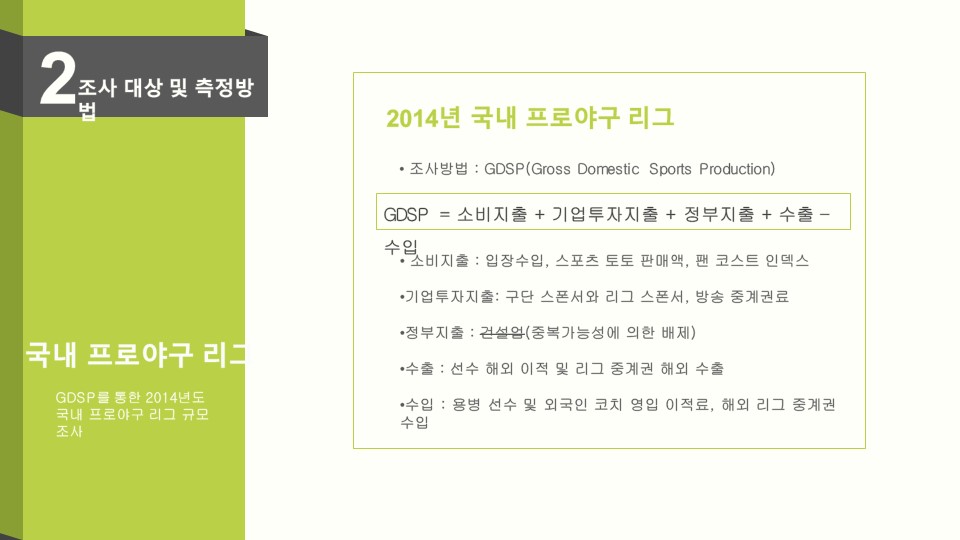 2조사 대상 및 측정방
법
국내 프로야구 리그
GDSP를 통한 2014년도
국내 프로야구 리그 규모
조사
2014년 국내 프로야구 리그
• 조사방법 : GDSP(Gross Domestic Sports Production)
GDSP = 소비지출 + 기업투자지출 + 정부지출 + 수출 –
수입
• 소비지출 : 입장수입, 스포츠 토토 판매액, 팬 코스트 인덱스
•기업투자지출: 구단 스폰서와 리그 스폰서, 방송 중계권료
•정부지출 : 건설업(중복가능성에 의한 배제)
•수출 : 선수 해외 이적 및 리그 중계권 해외 수출
•수입 : 용병 선수 및 외국인 코치 영입 이적료, 해외 리그 중계권
수입